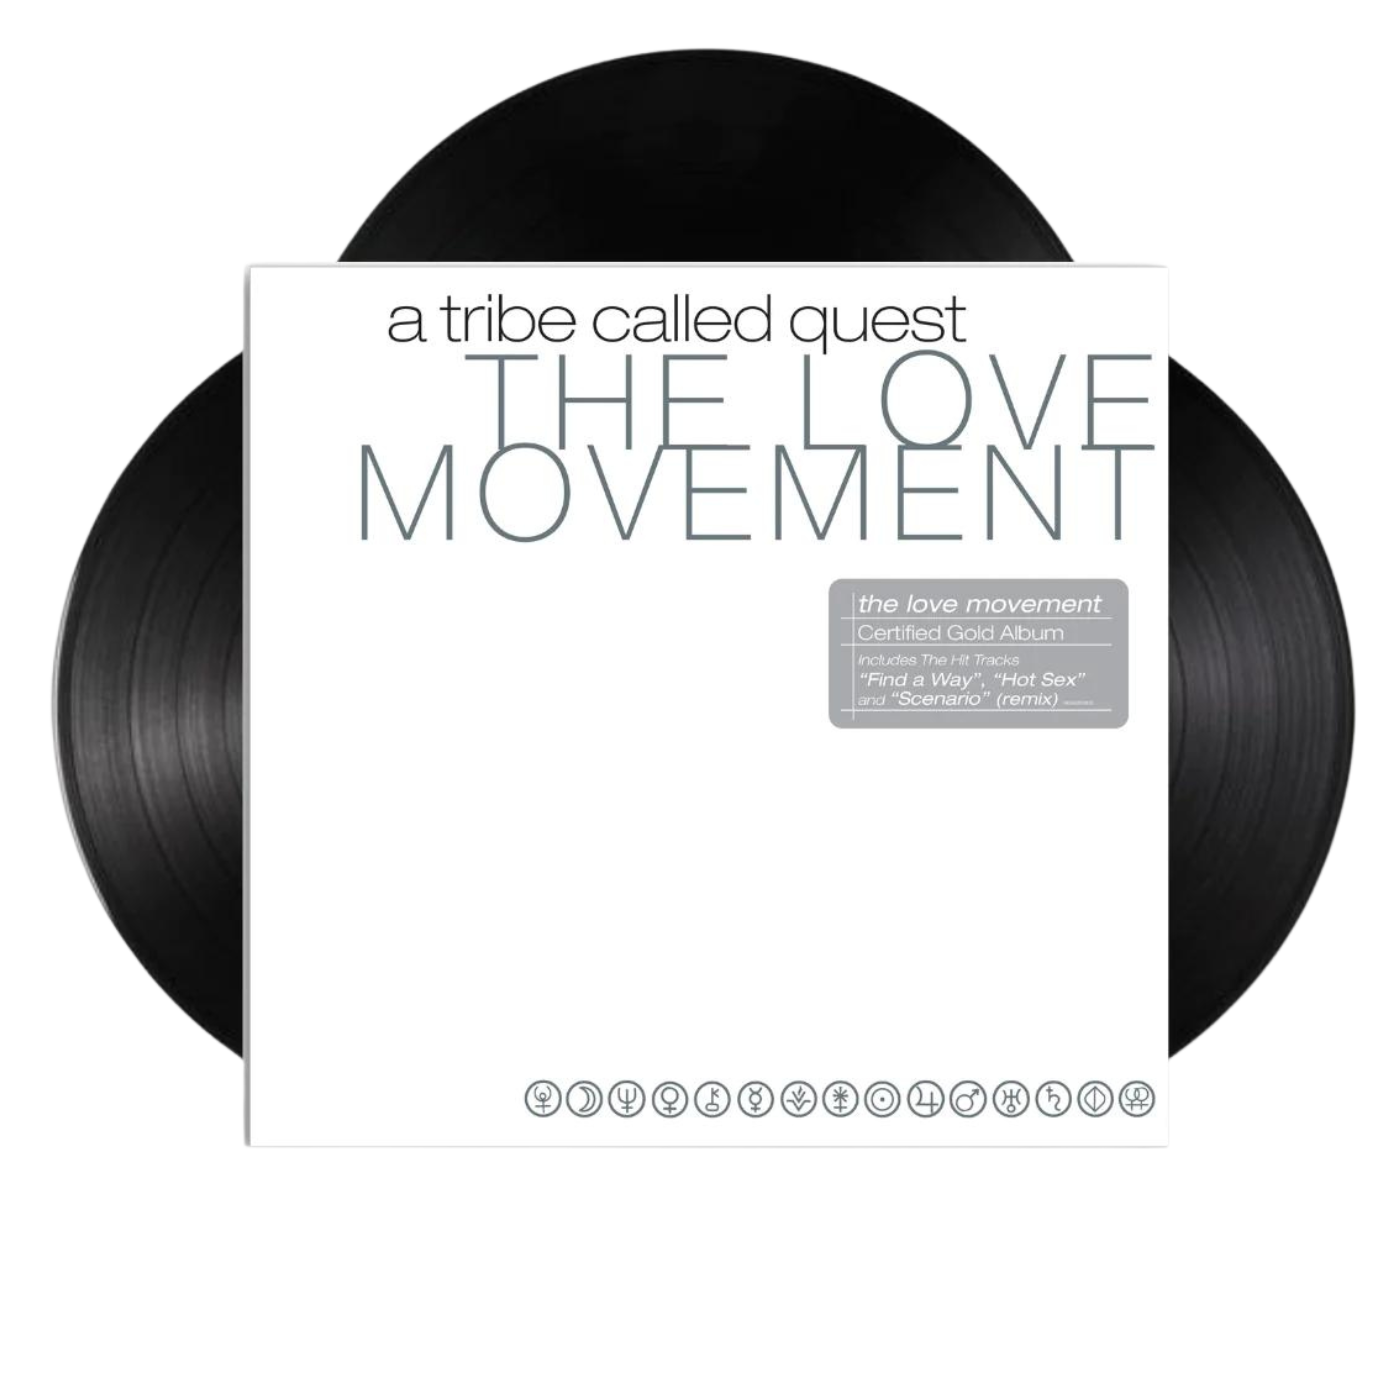 a tribe called quest
THE LOVE
MOVEMENT
the love movement
Certified Gold Album
Includes The Hit Tracks
“Find a Way”, “Hot Sex”
and “Scenario” (remix)